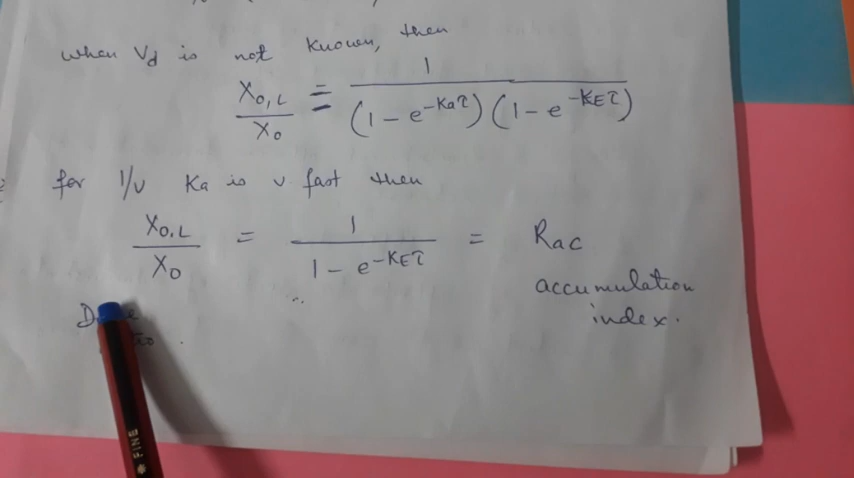 when Vd is not known, then
X0,L / X0 = 1 / (1 - e^-Kaτ) (1 - e^-KEτ)
for 1/v Ka is v fast then
X0,L / X0 = 1 / 1 - e^-KEτ = Rac
accumulation
index.
FINE